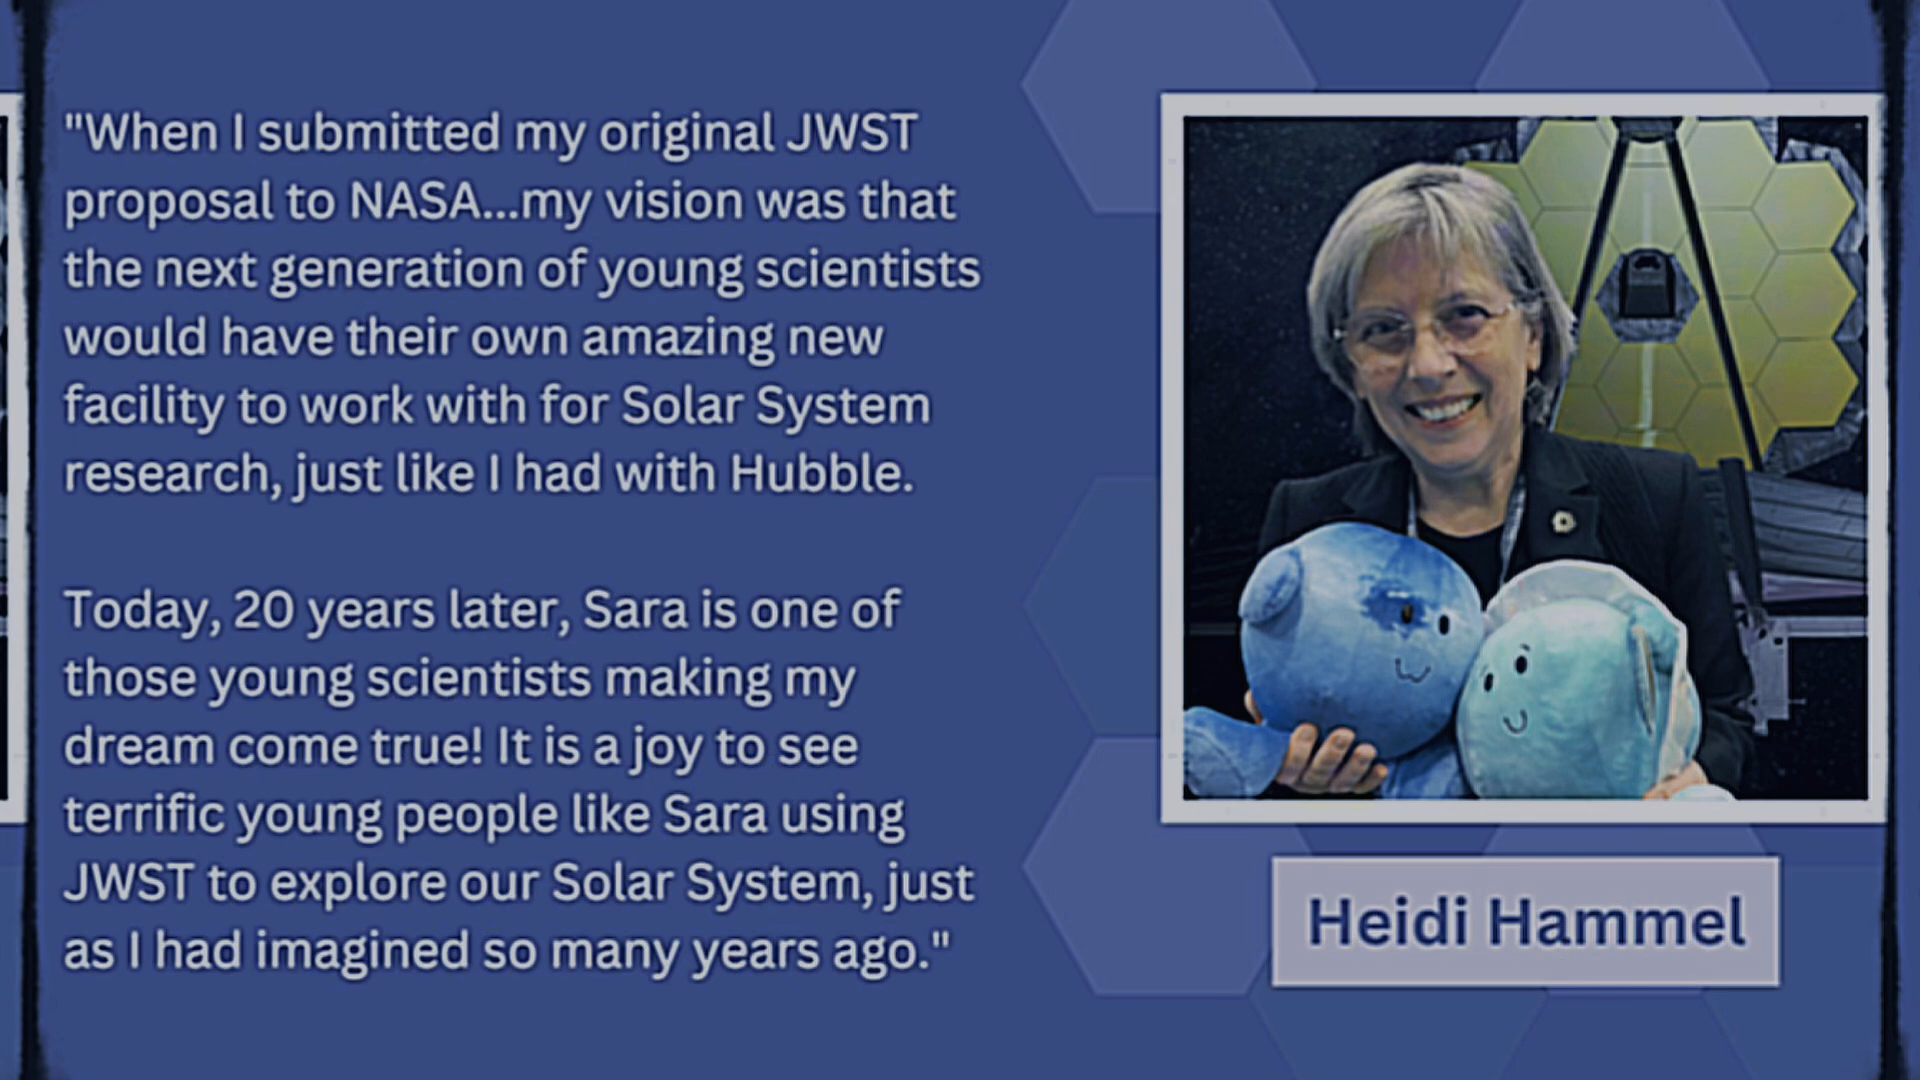 "When I submitted my original JWST
proposal to NASA...my vision was that
the next generation of young scientists
would have their own amazing new
facility to work with for Solar System
research, just like I had with Hubble.
Today, 20 years later, Sara is one of
those young scientists making my
dream come true! It is a joy to see
terrific young people like Sara using
JWST to explore our Solar System, just
as I had imagined so many years ago."
Heidi Hammel